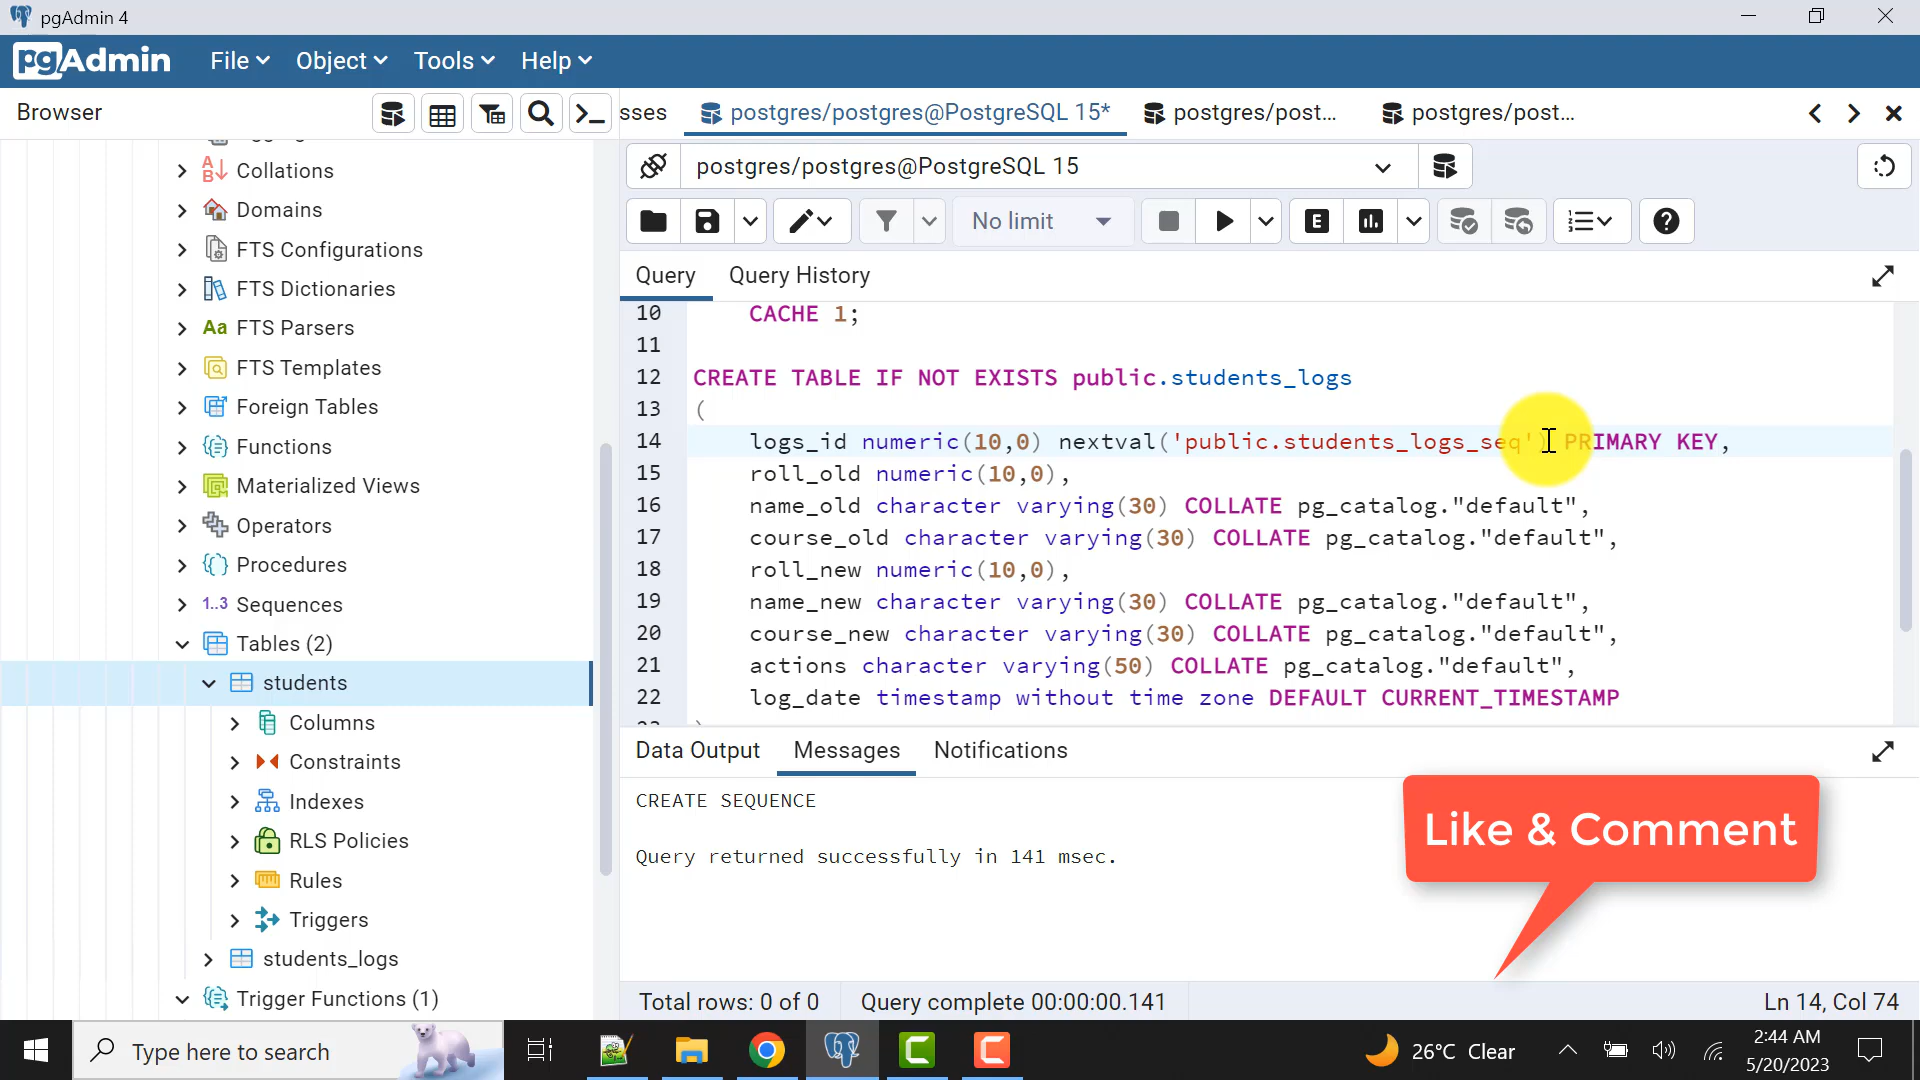 pgAdmin 4
pgAdmin File Object Tools Help
Browser
sses postgres/postgres@PostgreSQL 15* postgres/post... postgres/post...
Collations
Domains
FTS Configurations
FTS Dictionaries
Aa FTS Parsers
FTS Templates
Foreign Tables
Functions
Materialized Views
Operators
Procedures
1..3 Sequences
Tables (2)
students
Columns
Constraints
Indexes
RLS Policies
Rules
Triggers
students_logs
Trigger Functions (1)
postgres/postgres@PostgreSQL 15
No limit E
Query Query History
10 CACHE 1;
11
12 CREATE TABLE IF NOT EXISTS public.students_logs
13 (
14 logs_id numeric(10,0) nextval('public.students_logs_seq') PRIMARY KEY,
15 roll_old numeric(10,0),
16 name_old character varying(30) COLLATE pg_catalog."default",
17 course_old character varying(30) COLLATE pg_catalog."default",
18 roll_new numeric(10,0),
19 name_new character varying(30) COLLATE pg_catalog."default",
20 course_new character varying(30) COLLATE pg_catalog."default",
21 actions character varying(50) COLLATE pg_catalog."default",
22 log_date timestamp without time zone DEFAULT CURRENT_TIMESTAMP
Data Output Messages Notifications
CREATE SEQUENCE
Query returned successfully in 141 msec.
Like & Comment
Total rows: 0 of 0 Query complete 00:00:00.141 Ln 14, Col 74
Type here to search
26°C Clear
2:44 AM
5/20/2023